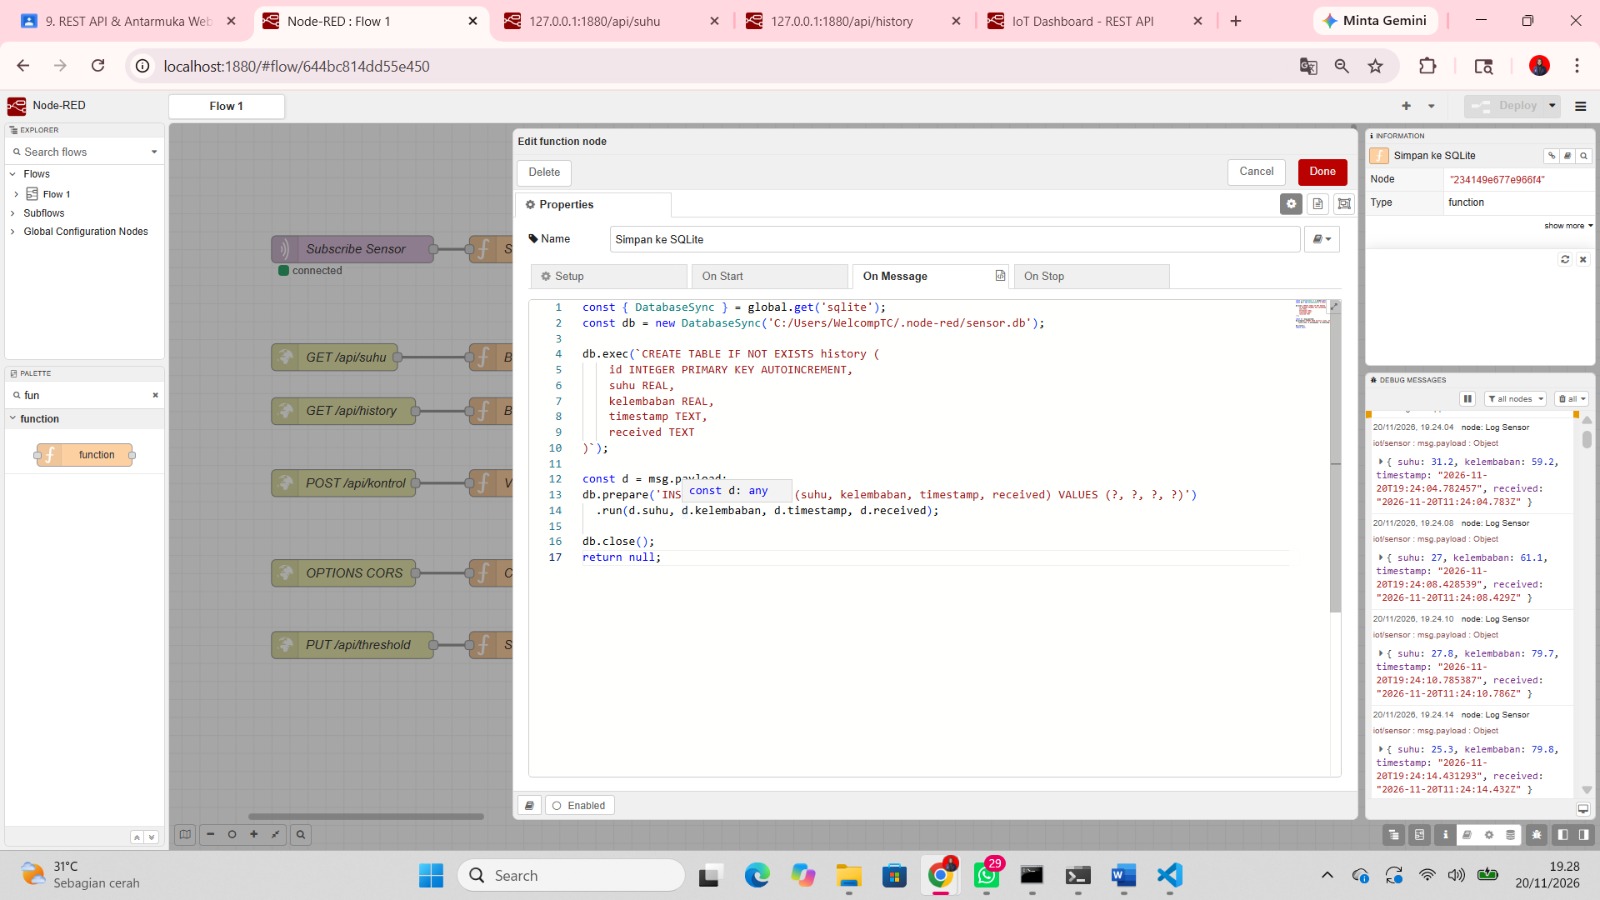 9. REST API & Antarmuka Web
Node-RED : Flow 1
127.0.0.1:1880/api/suhu
127.0.0.1:1880/api/history
IoT Dashboard - REST API
Minta Gemini
localhost:1880/#flow/644bc814dd55e450
Node-RED
Flow 1
Deploy
EXPLORER
Search flows
Flows
Flow 1
Subflows
Global Configuration Nodes
PALETTE
fun
function
function
Subscribe Sensor
S
connected
GET /api/suhu
B
GET /api/history
B
POST /api/kontrol
V
OPTIONS CORS
C
PUT /api/threshold
S
Edit function node
Delete
Cancel
Done
Properties
Name
Simpan ke SQLite
Setup
On Start
On Message
On Stop
1 const { DatabaseSync } = global.get('sqlite');
2 const db = new DatabaseSync('C:/Users/WelcompTC/.node-red/sensor.db');
3
4 db.exec(`CREATE TABLE IF NOT EXISTS history (
5 id INTEGER PRIMARY KEY AUTOINCREMENT,
6 suhu REAL,
7 kelembaban REAL,
8 timestamp TEXT,
9 received TEXT
10 )`);
11
12 const d = msg.payload;
const d: any
13 db.prepare('INS (suhu, kelembaban, timestamp, received) VALUES (?, ?, ?, ?)')
14 .run(d.suhu, d.kelembaban, d.timestamp, d.received);
15
16 db.close();
17 return null;
Enabled
INFORMATION
Simpan ke SQLite
Node "234149e677e966f4"
Type function
show more
DEBUG MESSAGES
all nodes
all
20/11/2026, 19.24.04 node: Log Sensor
iot/sensor : msg.payload : Object
{ suhu: 31.2, kelembaban: 59.2,
timestamp: "2026-11-
20T19:24:04.782457", received:
"2026-11-20T11:24:04.783Z" }
20/11/2026, 19.24.08 node: Log Sensor
iot/sensor : msg.payload : Object
{ suhu: 27, kelembaban: 61.1,
timestamp: "2026-11-
20T19:24:08.428539", received:
"2026-11-20T11:24:08.429Z" }
20/11/2026, 19.24.10 node: Log Sensor
iot/sensor : msg.payload : Object
{ suhu: 27.8, kelembaban: 79.7,
timestamp: "2026-11-
20T19:24:10.785387", received:
"2026-11-20T11:24:10.786Z" }
20/11/2026, 19.24.14 node: Log Sensor
iot/sensor : msg.payload : Object
{ suhu: 25.3, kelembaban: 79.8,
timestamp: "2026-11-
20T19:24:14.431293", received:
"2026-11-20T11:24:14.432Z" }
31°C
Sebagian cerah
Search
29
19.28
20/11/2026